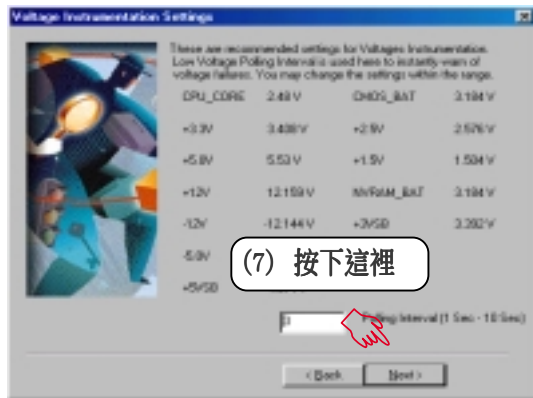 Voltage Instrumentation Settings
These are recommended settings for Voltages Instrumentation.
Low Voltage Polling Interval is used here to instantly warn of
voltage failures. You may change the settings within the range.
CPU_CORE 2.48 V CMOS_BAT 3.184 V
+3.3V 3.408 V +2.5V 2.576 V
+5.0V 5.53 V +1.5V 1.584 V
+12V 12.159 V NVRAM_BAT 3.184 V
-12V -12.144 V +3VSB 3.392 V
-5.0V
(7) 按下這裡
+5VSB
Polling Interval (1 Sec - 10 Sec)
< Back Next >